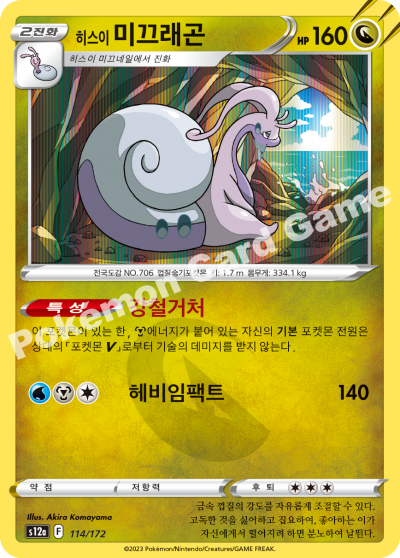 2진화
히스이 미끄래곤
HP 160
히스이 미끄네일에서 진화
전국도감 NO.706 껍질숨기포켓몬 키: 1.7 m 몸무게: 334.1 kg
특성 강철거처
이 포켓몬이 있는 한, 에너지가 붙어 있는 자신의 기본 포켓몬 전원은
상대의 「포켓몬 V」로부터 기술의 데미지를 받지 않는다.
Pokémon Card Game
헤비임팩트 140
약점 저항력 후퇴
Illus. Akira Komayama
s12a F 114/172
금속 껍질의 강도를 자유롭게 조절할 수 있다.
고독한 것을 싫어하고 집요하여, 좋아하는 이가
자신에게서 떨어지려 하면 분노하여 날뛴다.
©2023 Pokémon/Nintendo/Creatures/GAME FREAK.